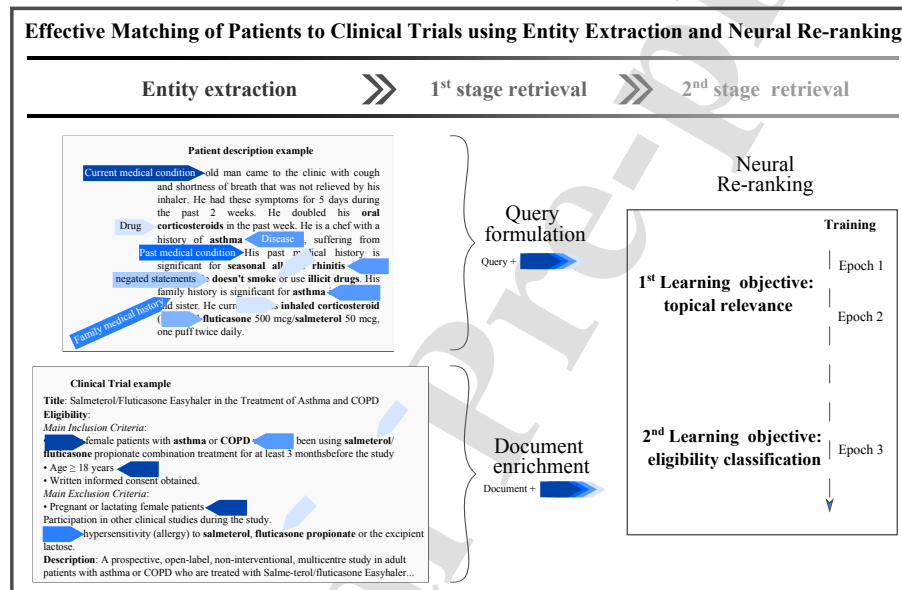 Effective Matching of Patients to Clinical Trials using Entity Extraction and Neural Re-ranking
Entity extraction
1st stage retrieval
2nd stage retrieval
Patient description example
Current medical condition old man came to the clinic with cough
and shortness of breath that was not relieved by his
inhaler. He had these symptoms for 5 days during
the past 2 weeks. He doubled his oral
Drug corticosteroids in the past week. He is a chef with a
history of asthma Disease , suffering from
Past medical condition His past medical history is
significant for seasonal rhinitis
negated statements doesn't smoke or use illicit drugs. His
family history is significant for asthma
and sister. He inhaled corticosteroid
Family medical history
fluticasone 500 mcg/salmeterol 50 mcg,
one puff twice daily.
Clinical Trial example
Title: Salmeterol/Fluticasone Easyhaler in the Treatment of Asthma and COPD
Eligibility:
Main Inclusion Criteria:
female patients with asthma or COPD been using salmeterol/
fluticasone propionate combination treatment for at least 3 monthsbefore the study
• Age ≥ 18 years
• Written informed consent obtained.
Main Exclusion Criteria:
• Pregnant or lactating female patients
Participation in other clinical studies during the study.
hypersensitivity (allergy) to salmeterol, fluticasone propionate or the excipient
lactose.
Description: A prospective, open-label, non-interventional, multicentre study in adult
patients with asthma or COPD who are treated with Salme-terol/fluticasone Easyhaler...
Query
formulation
Query +
Document
enrichment
Document +
Neural
Re-ranking
Training
Epoch 1
1st Learning objective:
topical relevance
Epoch 2
2nd Learning objective:
eligibility classification
Epoch 3